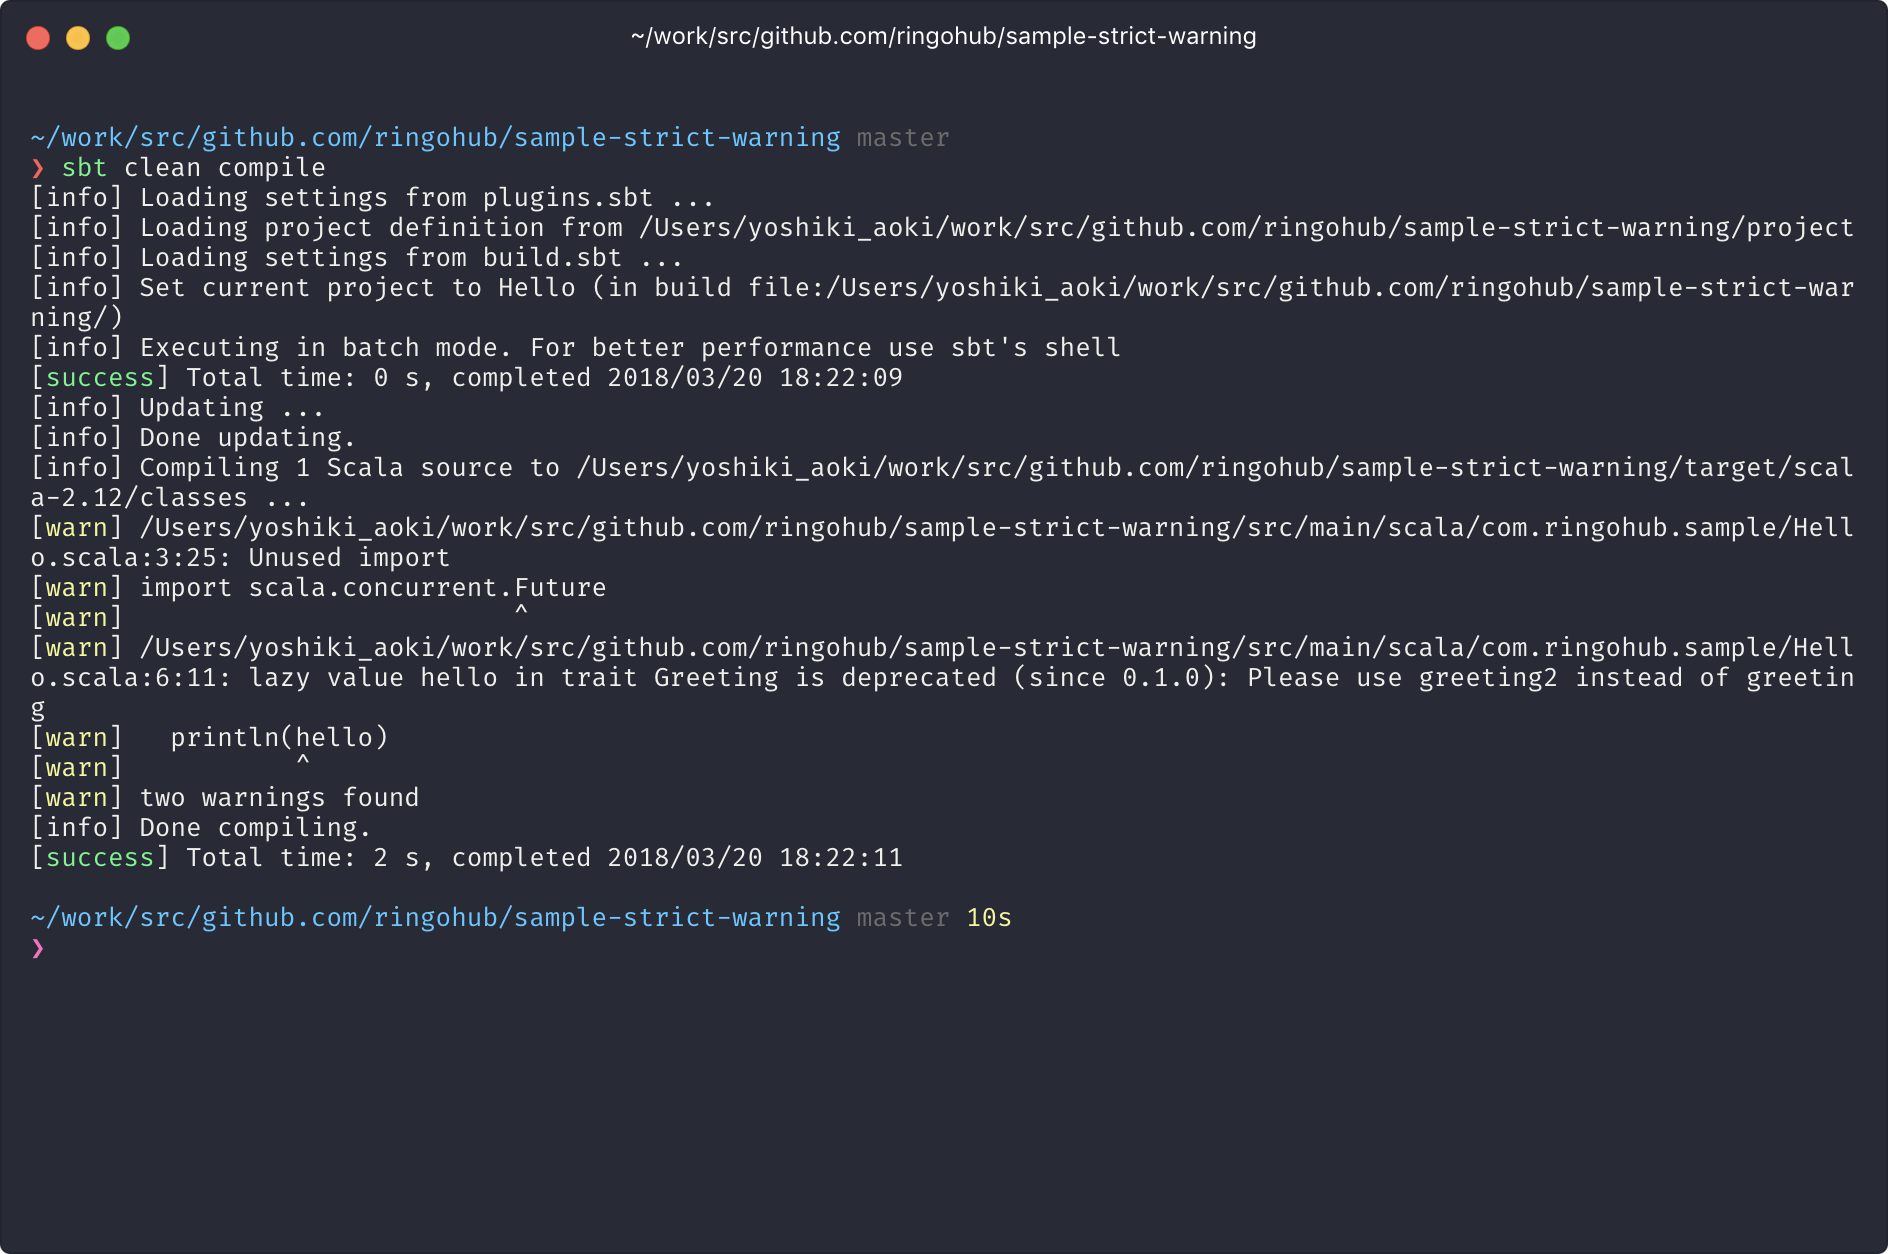 ~/work/src/github.com/ringohub/sample-strict-warning
~/work/src/github.com/ringohub/sample-strict-warning master
❯ sbt clean compile
[info] Loading settings from plugins.sbt ...
[info] Loading project definition from /Users/yoshiki_aoki/work/src/github.com/ringohub/sample-strict-warning/project
[info] Loading settings from build.sbt ...
[info] Set current project to Hello (in build file:/Users/yoshiki_aoki/work/src/github.com/ringohub/sample-strict-war
ning/)
[info] Executing in batch mode. For better performance use sbt's shell
[success] Total time: 0 s, completed 2018/03/20 18:22:09
[info] Updating ...
[info] Done updating.
[info] Compiling 1 Scala source to /Users/yoshiki_aoki/work/src/github.com/ringohub/sample-strict-warning/target/scal
a-2.12/classes ...
[warn] /Users/yoshiki_aoki/work/src/github.com/ringohub/sample-strict-warning/src/main/scala/com.ringohub.sample/Hell
o.scala:3:25: Unused import
[warn] import scala.concurrent.Future
[warn]                         ^
[warn] /Users/yoshiki_aoki/work/src/github.com/ringohub/sample-strict-warning/src/main/scala/com.ringohub.sample/Hell
o.scala:6:11: lazy value hello in trait Greeting is deprecated (since 0.1.0): Please use greeting2 instead of greetin
g
[warn]   println(hello)
[warn]           ^
[warn] two warnings found
[info] Done compiling.
[success] Total time: 2 s, completed 2018/03/20 18:22:11
~/work/src/github.com/ringohub/sample-strict-warning master 10s
❯